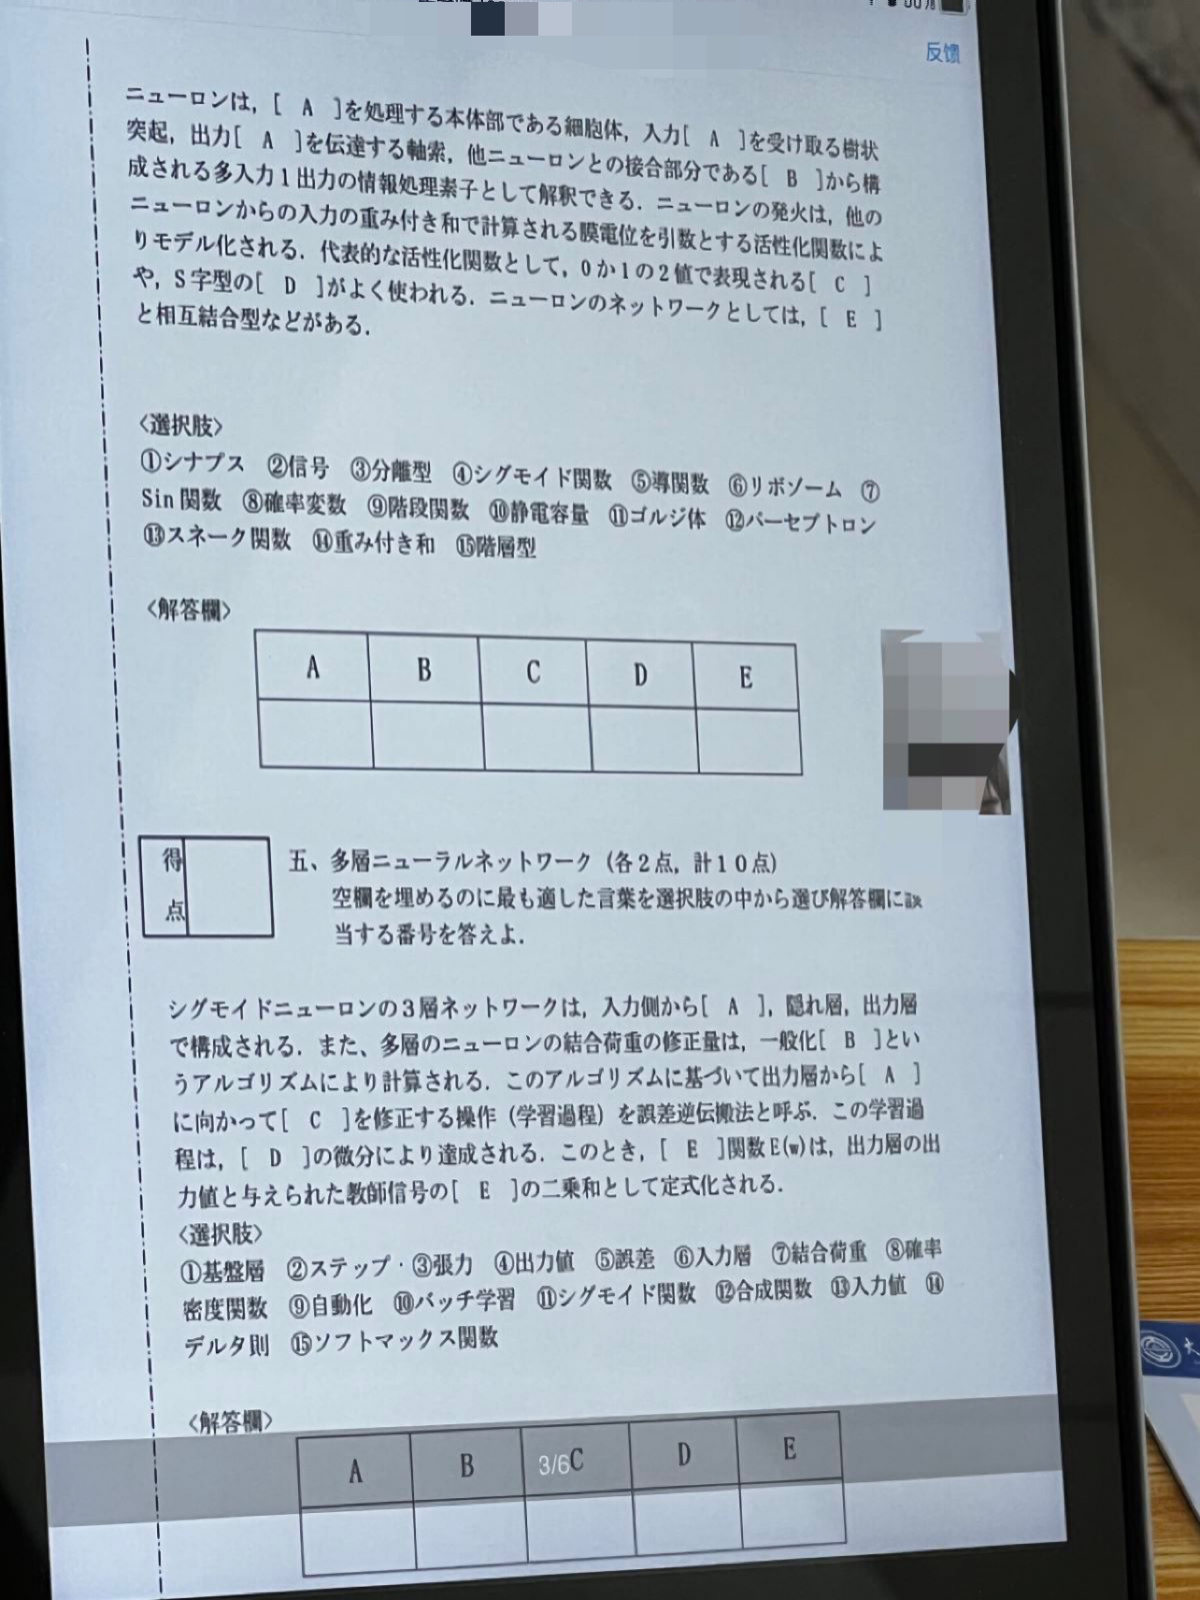 反馈
ニューロンは，[　A　]を処理する本体部である細胞体，入力[　A　]を受け取る樹状
突起，出力[　A　]を伝達する軸索，他ニューロンとの接合部分である[　B　]から構
成される多入力１出力の情報処理素子として解釈できる．ニューロンの発火は，他の
ニューロンからの入力の重み付き和で計算される膜電位を引数とする活性化関数によ
りモデル化される．代表的な活性化関数として，0か1の2値で表現される[　C　]
や，S字型の[　D　]がよく使われる．ニューロンのネットワークとしては，[　E　]
と相互結合型などがある．
〈選択肢〉
①シナプス　②信号　③分離型　④シグモイド関数　⑤導関数　⑥リボソーム　⑦
Sin関数　⑧確率変数　⑨階段関数　⑩静電容量　⑪ゴルジ体　⑫パーセプトロン
⑬スネーク関数　⑭重み付き和　⑮階層型
〈解答欄〉
A B C D E
得
点
五、多層ニューラルネットワーク（各２点，計１０点）
空欄を埋めるのに最も適した言葉を選択肢の中から選び解答欄に
当する番号を答えよ．
シグモイドニューロンの３層ネットワークは，入力側から[　A　]，隠れ層，出力層
で構成される．また、多層のニューロンの結合荷重の修正量は，一般化[　B　]とい
うアルゴリズムにより計算される．このアルゴリズムに基づいて出力層から[　A　]
に向かって[　C　]を修正する操作（学習過程）を誤差逆伝搬法と呼ぶ．この学習過
程は，[　D　]の微分により達成される．このとき，[　E　]関数E(w)は，出力層の出
力値と与えられた教師信号の[　E　]の二乗和として定式化される．
〈選択肢〉
①基盤層　②ステップ・③張力　④出力値　⑤誤差　⑥入力層　⑦結合荷重　⑧確率
密度関数　⑨自動化　⑩バッチ学習　⑪シグモイド関数　⑫合成関数　⑬入力値　⑭
デルタ則　⑮ソフトマックス関数
〈解答欄〉
A B C D E
3/6